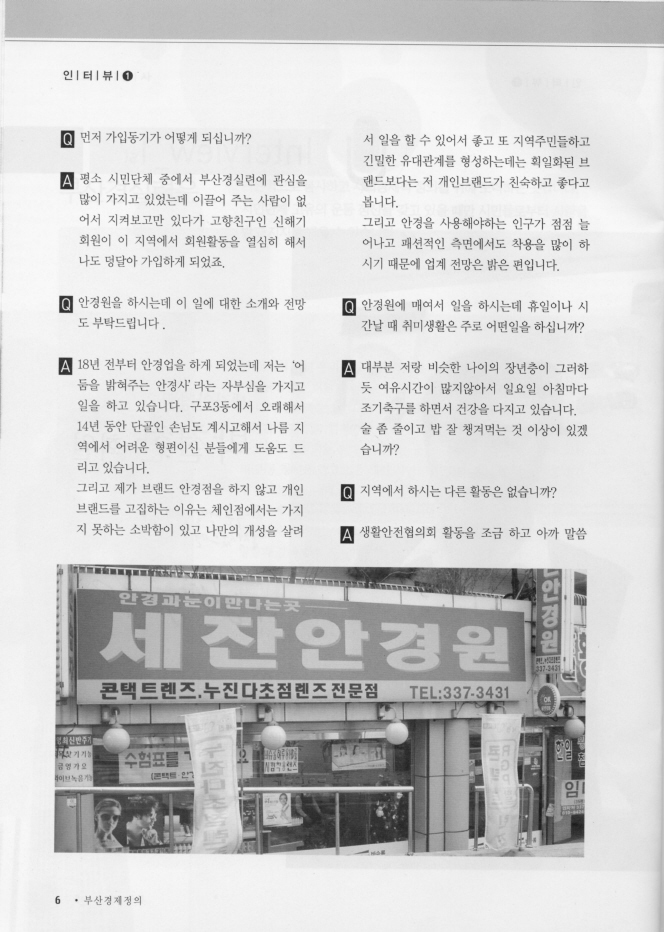 인|터|뷰|❶
Q 먼저 가입동기가 어떻게 되십니까?
A 평소 시민단체 중에서 부산경실련에 관심을
많이 가지고 있었는데 이끌어 주는 사람이 없
어서 지켜보고만 있다가 고향친구인 신해기
회원이 이 지역에서 회원활동을 열심히 해서
나도 덩달아 가입하게 되었죠.
Q 안경원을 하시는데 이 일에 대한 소개와 전망
도 부탁드립니다 .
A 18년 전부터 안경업을 하게 되었는데 저는 '어
둠을 밝혀주는 안경사' 라는 자부심을 가지고
일을 하고 있습니다. 구포3동에서 오래해서
14년 동안 단골인 손님도 계시고해서 나름 지
역에서 어려운 형편이신 분들에게 도움도 드
리고 있습니다.
그리고 제가 브랜드 안경점을 하지 않고 개인
브랜드를 고집하는 이유는 체인점에서는 가지
지 못하는 소박함이 있고 나만의 개성을 살려
서 일을 할 수 있어서 좋고 또 지역주민들하고
긴밀한 유대관계를 형성하는데는 획일화된 브
랜드보다는 저 개인브랜드가 친숙하고 좋다고
봅니다.
그리고 안경을 사용해야하는 인구가 점점 늘
어나고 패션적인 측면에서도 착용을 많이 하
시기 때문에 업계 전망은 밝은 편입니다.
Q 안경원에 매여서 일을 하시는데 휴일이나 시
간날 때 취미생활은 주로 어떤일을 하십니까?
A 대부분 저랑 비슷한 나이의 장년층이 그러하
듯 여유시간이 많지않아서 일요일 아침마다
조기축구를 하면서 건강을 다지고 있습니다.
술 좀 줄이고 밥 잘 챙겨먹는 것 이상이 있겠
습니까?
Q 지역에서 하시는 다른 활동은 없습니까?
A 생활안전협의회 활동을 조금 하고 아까 말씀
안경과눈이만나는곳
세잔안경원
콘택트렌즈.누진다초점렌즈전문점 TEL:337-3431
안경원
337-3431
수험표를
누진다초점렌즈
한일
임
6 • 부산경제정의